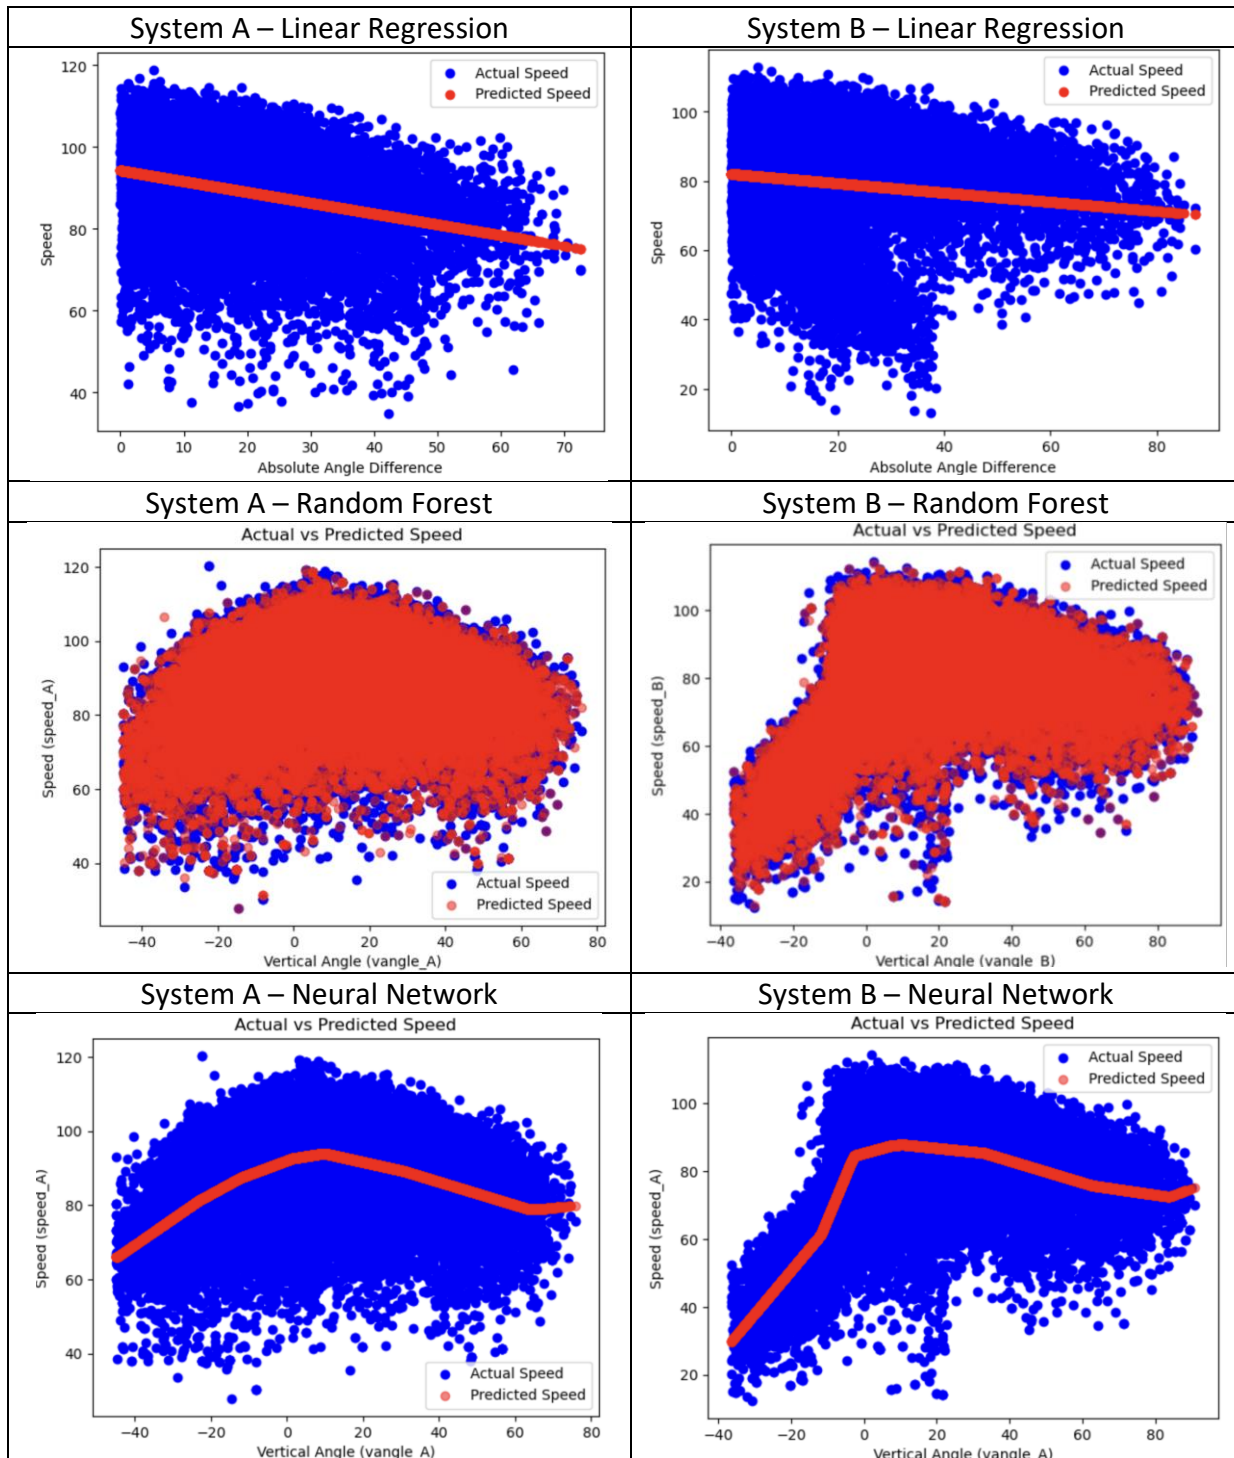 System A – Linear Regression
System B – Linear Regression
Actual Speed
Predicted Speed
120
100
80
60
40
Speed
0 10 20 30 40 50 60 70
Absolute Angle Difference
Actual Speed
Predicted Speed
100
80
60
40
20
Speed
0 20 40 60 80
Absolute Angle Difference
System A – Random Forest
System B – Random Forest
Actual vs Predicted Speed
120
100
80
60
40
Speed (speed_A)
Actual Speed
Predicted Speed
−40 −20 0 20 40 60 80
Vertical Angle (vangle_A)
Actual vs Predicted Speed
Actual Speed
Predicted Speed
100
80
60
40
20
Speed (speed_B)
−40 −20 0 20 40 60 80
Vertical Angle (vangle_B)
System A – Neural Network
System B – Neural Network
Actual vs Predicted Speed
120
100
80
60
40
Speed (speed_A)
Actual Speed
Predicted Speed
−40 −20 0 20 40 60 80
Vertical Angle (vangle_A)
Actual vs Predicted Speed
Actual Speed
Predicted Speed
100
80
60
40
20
Speed (speed_A)
−40 −20 0 20 40 60 80
Vertical Angle (vangle_A)